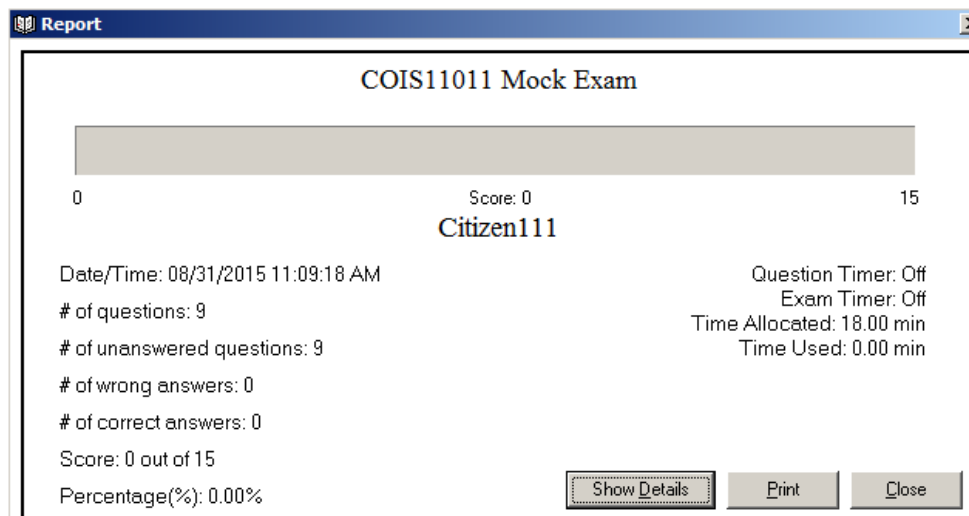 Report
COIS11011 Mock Exam
0 Score: 0 15
Citizen111
Date/Time: 08/31/2015 11:09:18 AM
# of questions: 9
# of unanswered questions: 9
# of wrong answers: 0
# of correct answers: 0
Score: 0 out of 15
Percentage(%): 0.00%
Question Timer: Off
Exam Timer: Off
Time Allocated: 18.00 min
Time Used: 0.00 min
Show Details Print Close